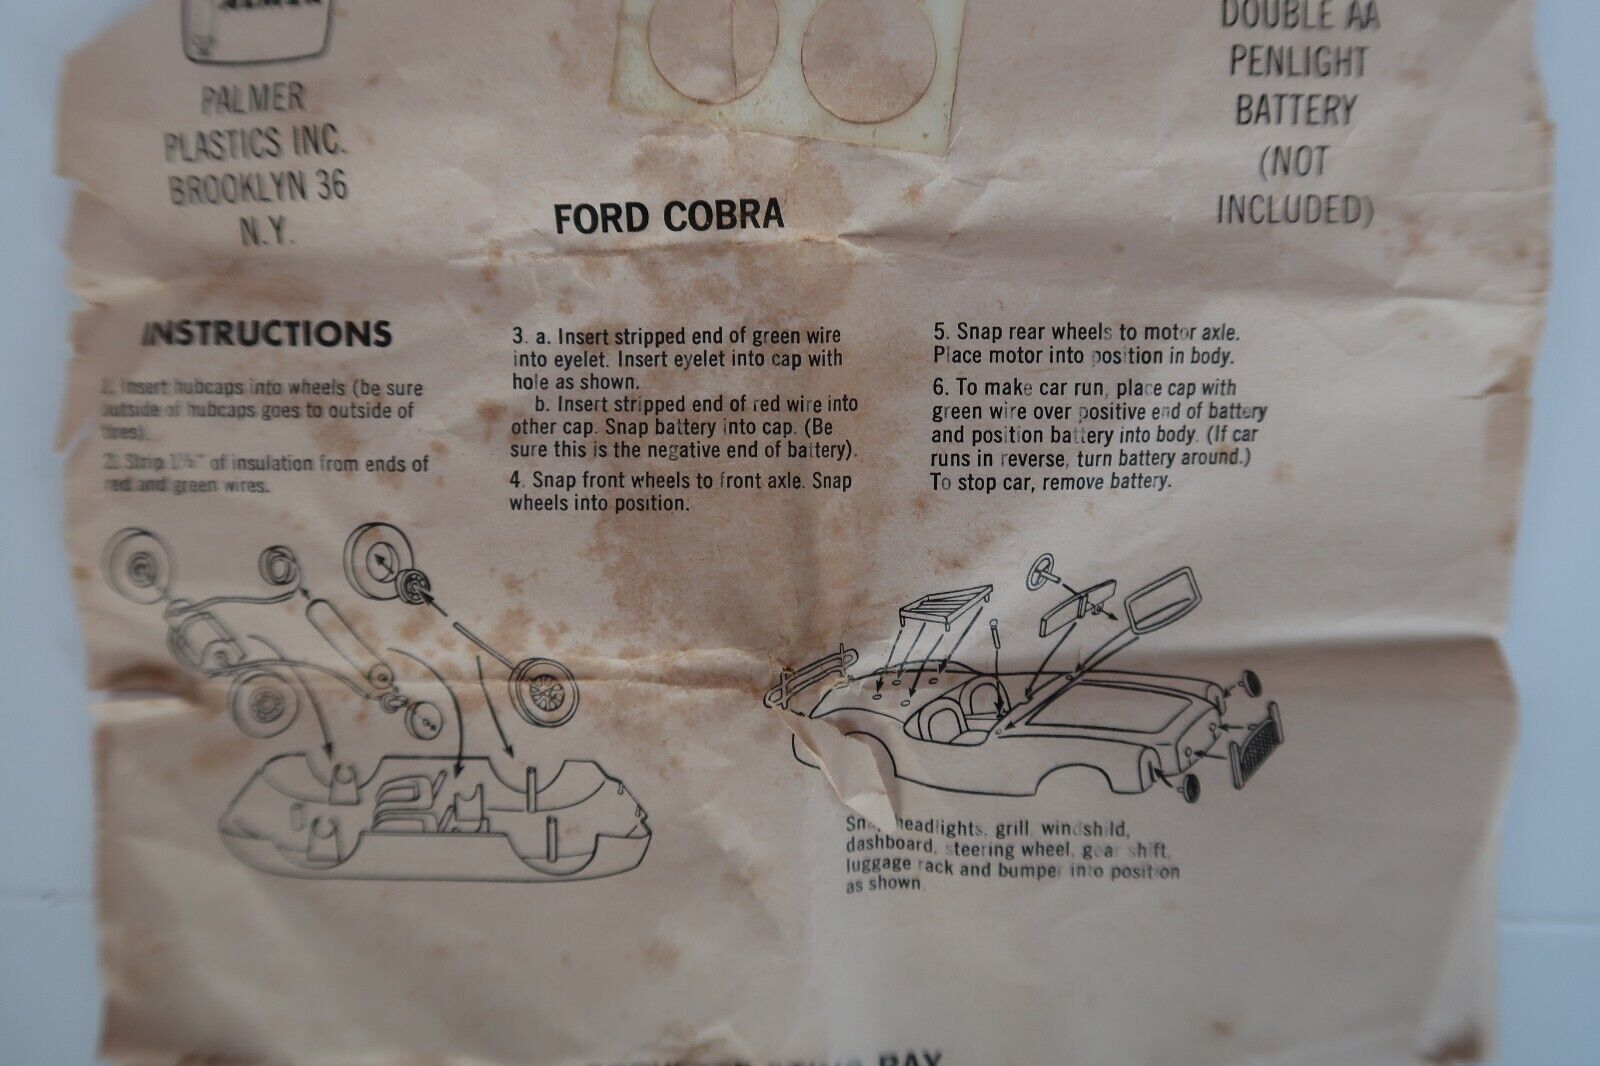 PALMER
PLASTICS INC.
BROOKLYN 36
N.Y.
DOUBLE AA
PENLIGHT
BATTERY
(NOT
INCLUDED)
FORD COBRA
INSTRUCTIONS
1. Insert hubcaps into wheels (be sure
outside of hubcaps goes to outside of
tires).
2. Strip of insulation from ends of
red and green wires.
3. a. Insert stripped end of green wire
into eyelet. Insert eyelet into cap with
hole as shown.
b. Insert stripped end of red wire into
other cap. Snap battery into cap. (Be
sure this is the negative end of battery).
4. Snap front wheels to front axle. Snap
wheels into position.
5. Snap rear wheels to motor axle.
Place motor into position in body.
6. To make car run, place cap with
green wire over positive end of battery
and position battery into body. (If car
runs in reverse, turn battery around.)
To stop car, remove battery.
Snap headlights, grill, windshild,
dashboard, steering wheel, gear shift,
luggage rack and bumper into position
as shown.
RAY